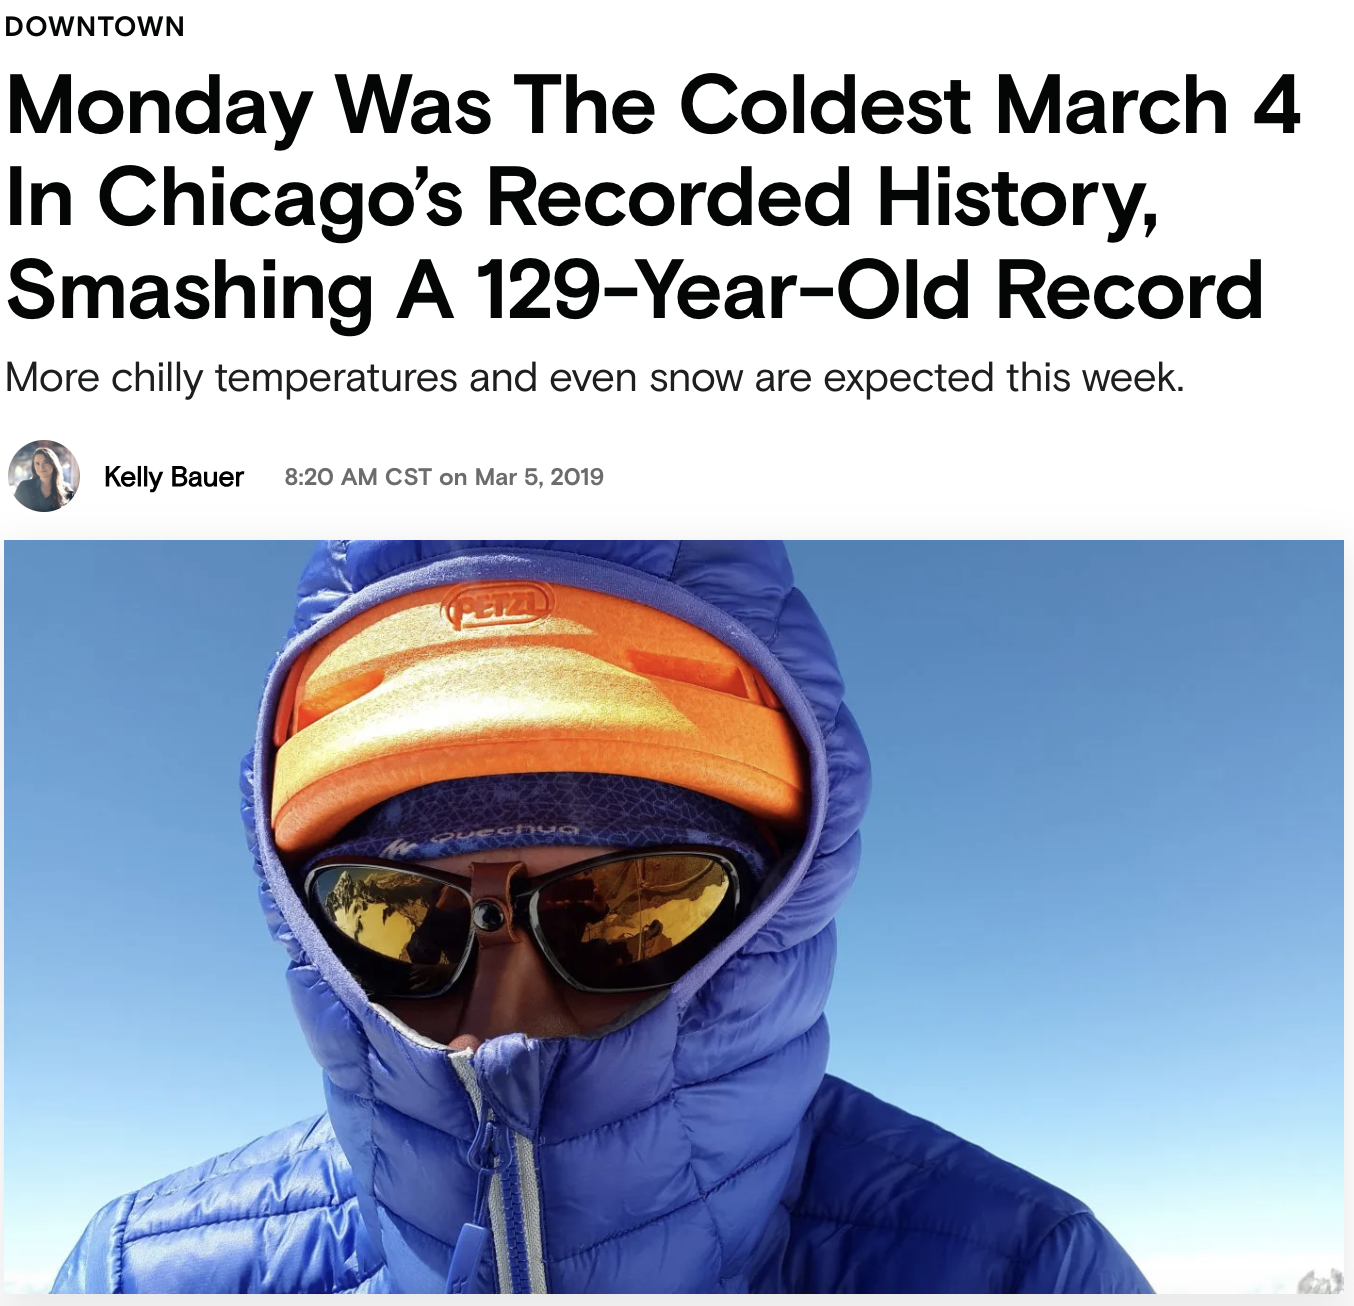 DOWNTOWN
Monday Was The Coldest March 4
In Chicago’s Recorded History,
Smashing A 129-Year-Old Record
More chilly temperatures and even snow are expected this week.
Kelly Bauer 8:20 AM CST on Mar 5, 2019
PETZL
Quechua